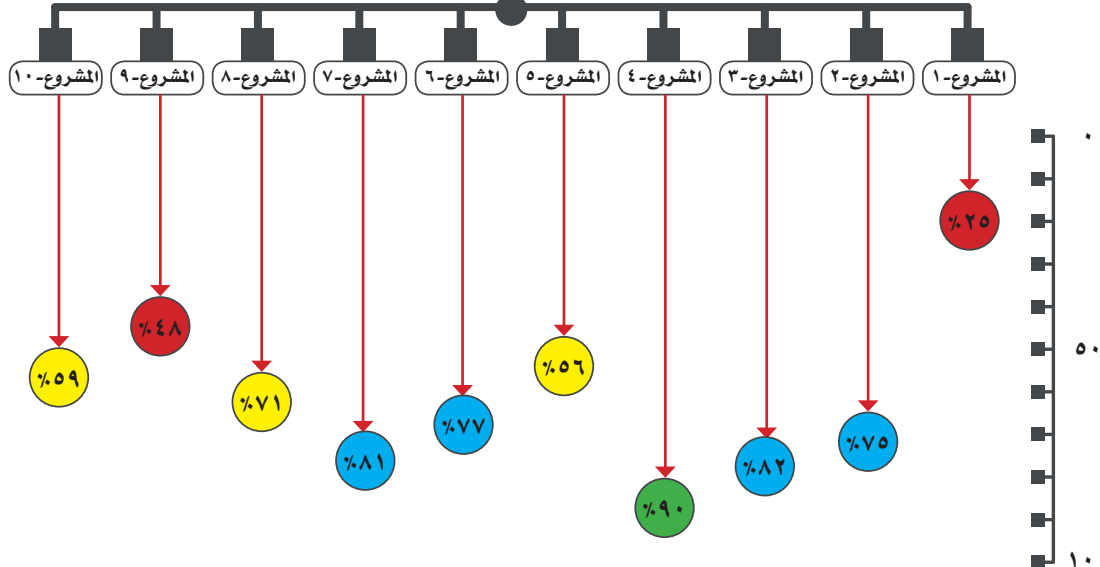 المشروع-١
المشروع-٢
المشروع-٣
المشروع-٤
المشروع-٥
المشروع-٦
المشروع-٧
المشروع-٨
المشروع-٩
المشروع-١٠
٠
٥٠
١٠
٪٢٥
٪٧٥
٪٨٢
٪٩٠
٪٥٦
٪٧٧
٪٨١
٪٧١
٪٤٨
٪٥٩